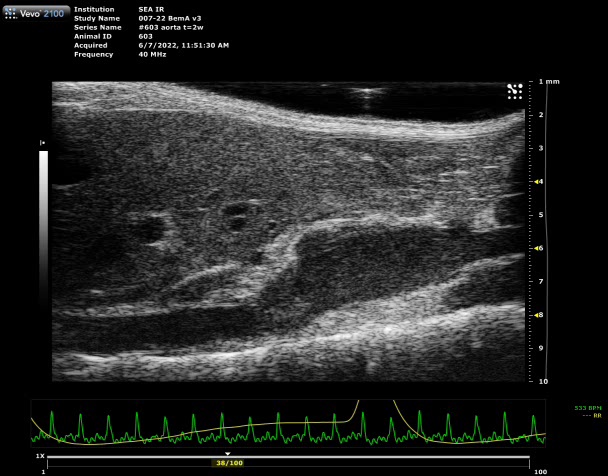 Vevo 2100
Institution SEA IR
Study Name 007-22 BemA v3
Series Name #603 aorta t=2w
Animal ID 603
Acquired 6/7/2022, 11:51:30 AM
Frequency 40 MHz
1 mm
2
3
4
5
6
7
8
9
10
533 BPM
--- RR
1X
38/100
1
100